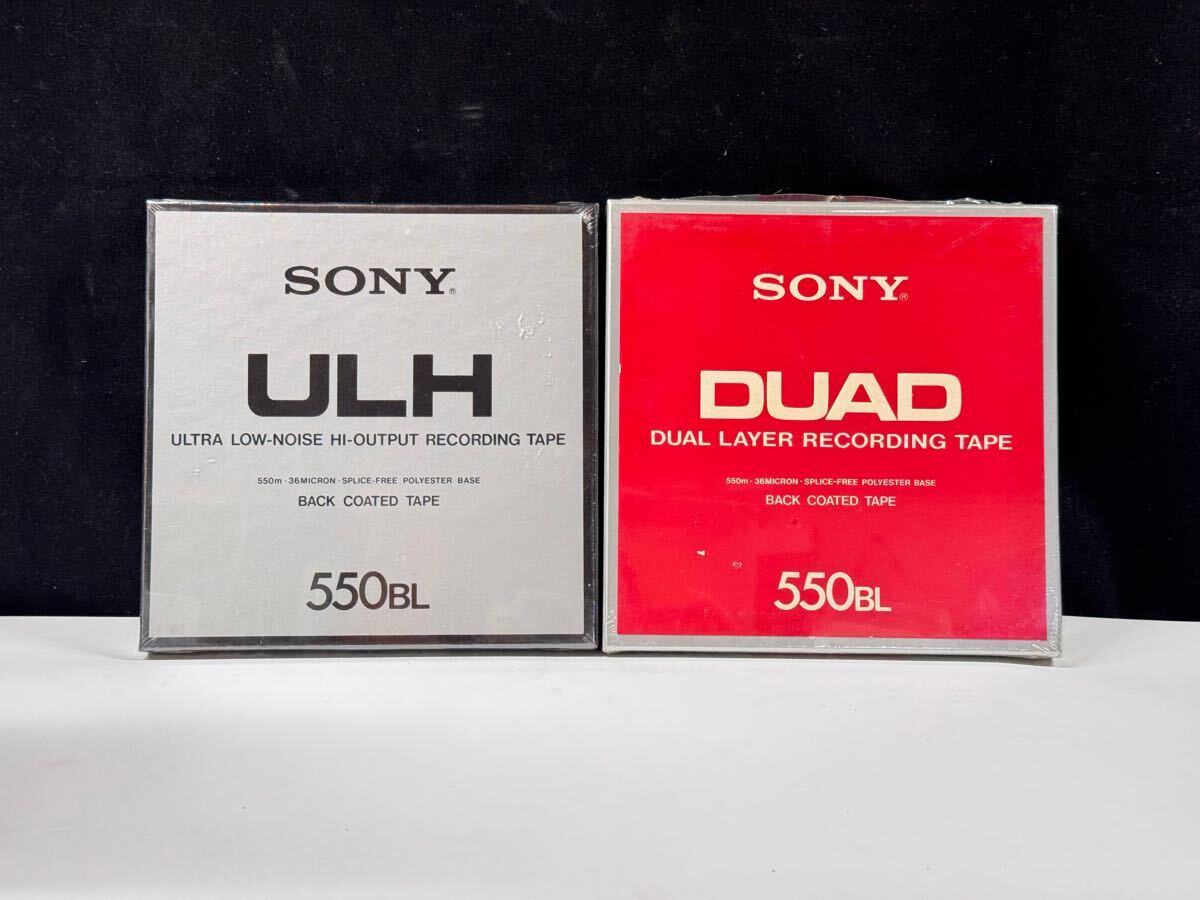 SONY®
ULH
ULTRA LOW-NOISE HI-OUTPUT RECORDING TAPE
550m · 36MICRON · SPLICE-FREE POLYESTER BASE
BACK COATED TAPE
550BL
SONY®
DUAD
DUAL LAYER RECORDING TAPE
550m · 36MICRON · SPLICE-FREE POLYESTER BASE
BACK COATED TAPE
550BL